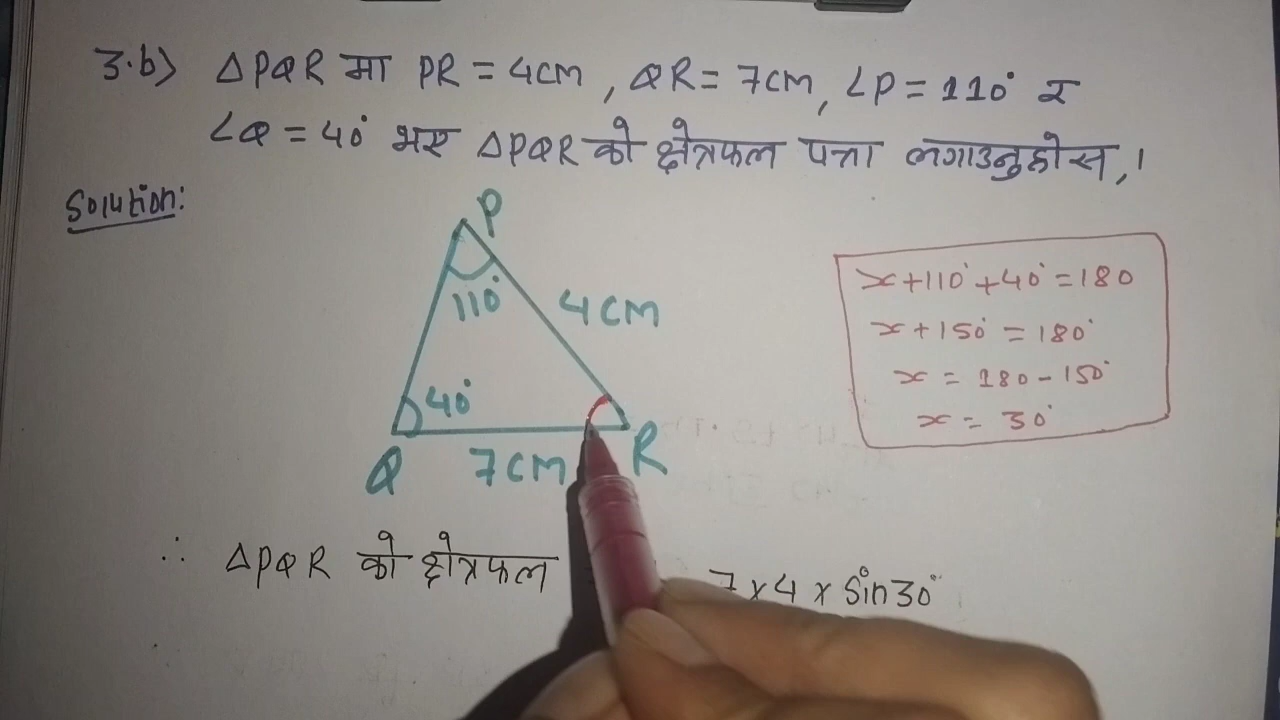 3.b) ΔPQR मा PR = 4cm, QR = 7cm, ∠P = 110° र
∠Q = 40° भए ΔPQR को क्षेत्रफल पत्ता लगाउनुहोस्,।
Solution:
P
110°
4cm
40°
Q
7cm
R
x+110°+40°=180
x+150°=180°
x = 180-150°
x = 30°
∴ ΔPQR को क्षेत्रफल 7×4×Sin30°